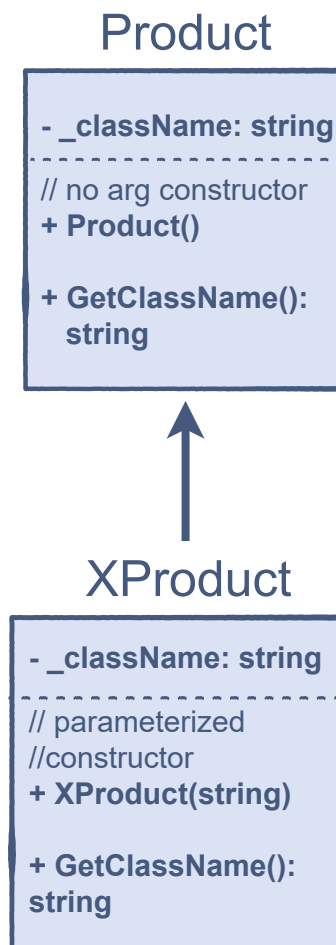 Product
- _className: string
// no arg constructor
+ Product()
+ GetClassName():
string
XProduct
- _className: string
// parameterized
//constructor
+ XProduct(string)
+ GetClassName():
string